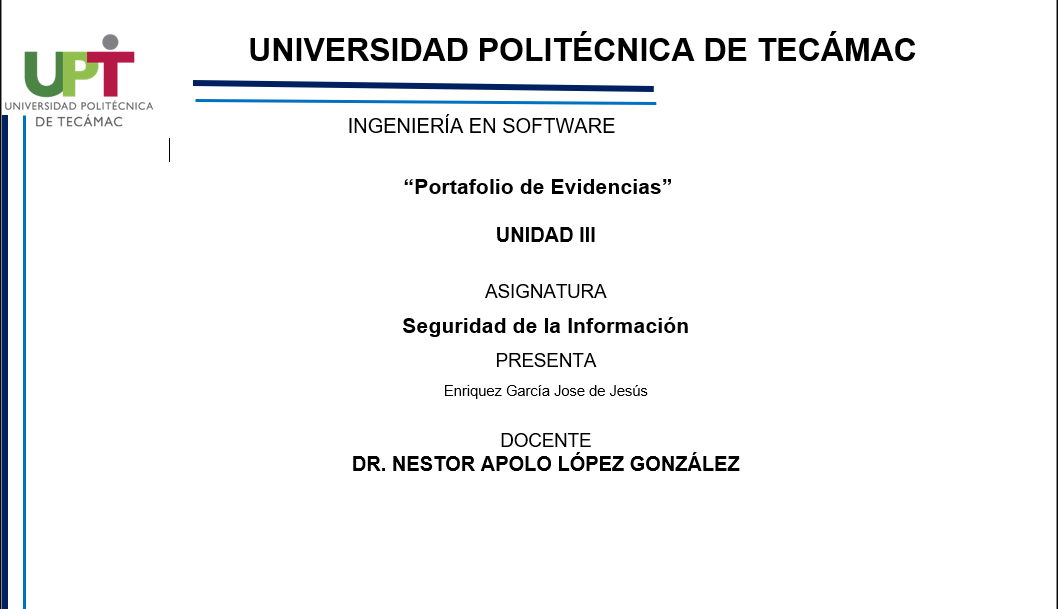 UNIVERSIDAD POLITÉCNICA DE TECÁMAC
UPT
UNIVERSIDAD POLITÉCNICA
DE TECÁMAC
INGENIERÍA EN SOFTWARE
“Portafolio de Evidencias”
UNIDAD III
ASIGNATURA
Seguridad de la Información
PRESENTA
Enriquez García Jose de Jesús
DOCENTE
DR. NESTOR APOLO LÓPEZ GONZÁLEZ